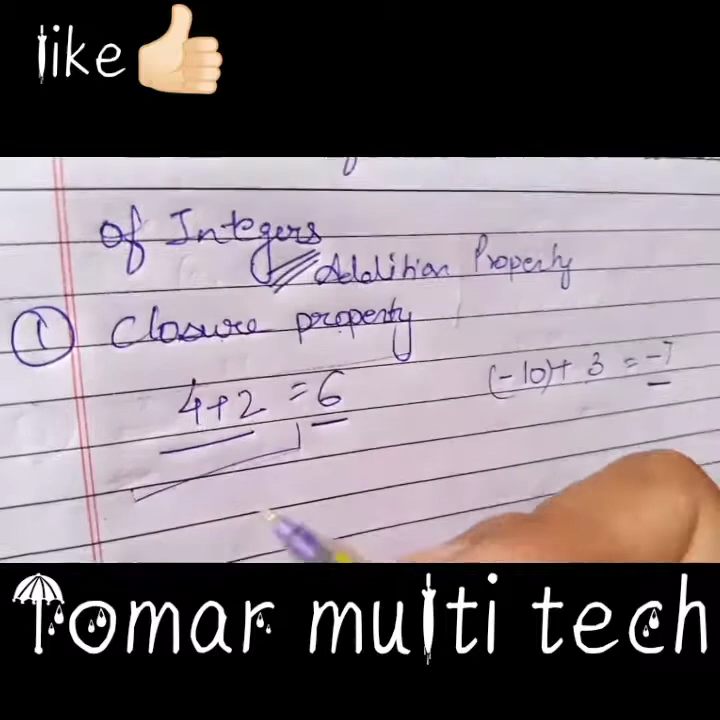 like
of Integers
Addition Property
① Closure property
4+2 = 6
(-10)+ 3 = -7
Tomar multi tech